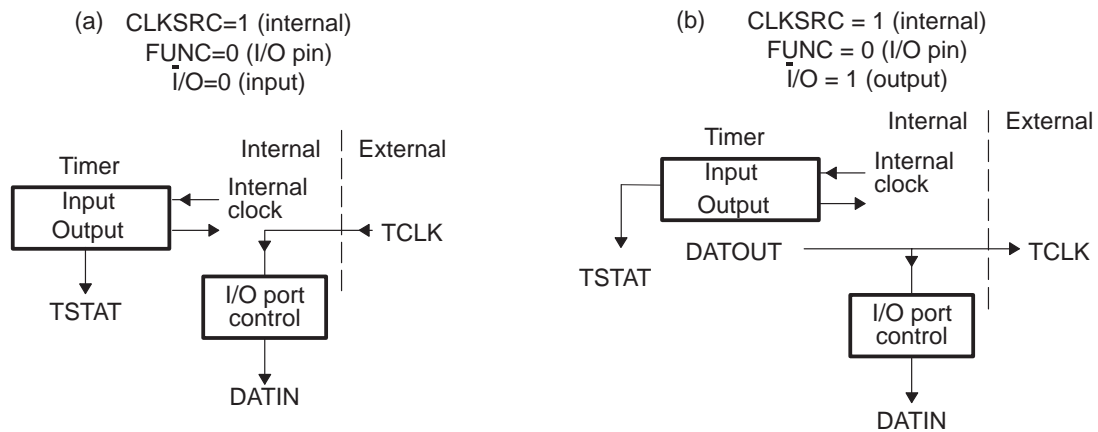 (a) CLKSRC=1 (internal)
FUNC=0 (I/O pin)
I̅/O=0 (input)
Internal
External
Timer
Input
Output
Internal
clock
TCLK
TSTAT
I/O port
control
DATIN
(b) CLKSRC = 1 (internal)
FUNC = 0 (I/O pin)
I̅/O = 1 (output)
Internal
External
Timer
Input
Output
Internal
clock
TSTAT
DATOUT
TCLK
I/O port
control
DATIN